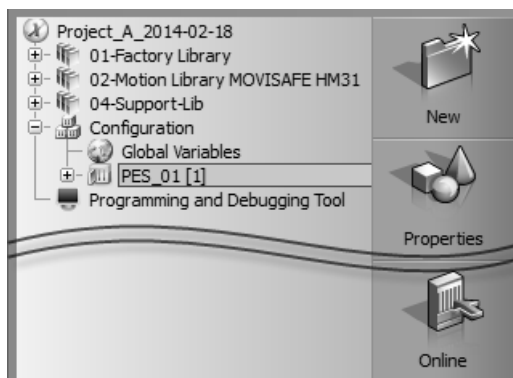 Project_A_2014-02-18
01-Factory Library
02-Motion Library MOVISAFE HM31
04-Support-Lib
Configuration
Global Variables
PES_01 [1]
Programming and Debugging Tool
New
Properties
Online